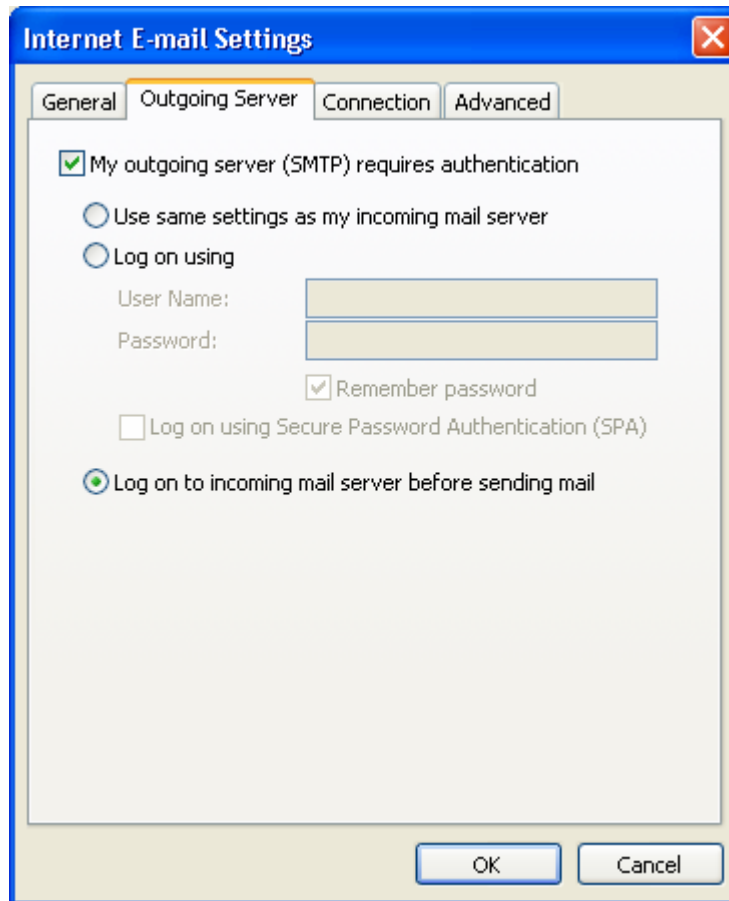 Internet E-mail Settings
General Outgoing Server Connection Advanced
My outgoing server (SMTP) requires authentication
Use same settings as my incoming mail server
Log on using
User Name:
Password:
Remember password
Log on using Secure Password Authentication (SPA)
Log on to incoming mail server before sending mail
OK Cancel